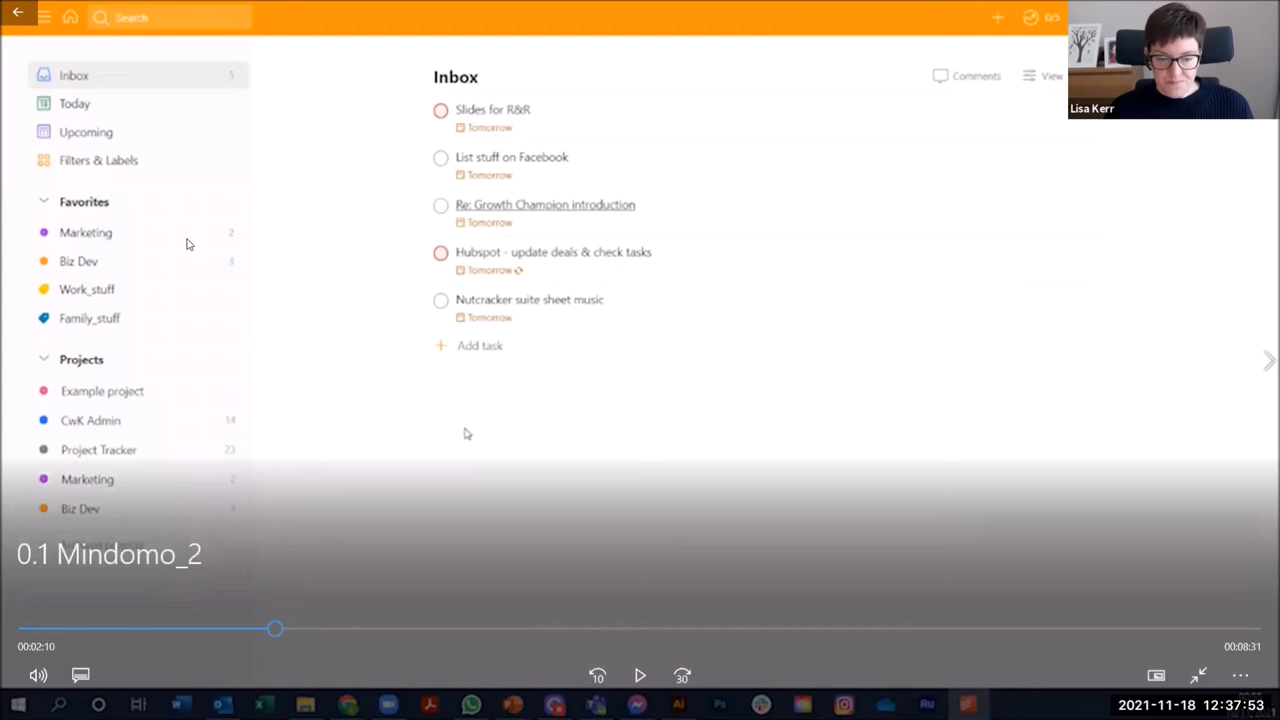 Search
0/5
Lisa Kerr
Inbox 5
Today
Upcoming
Filters & Labels
Favorites
Marketing 2
Biz Dev 3
Work_stuff
Family_stuff
Projects
Example project
CwK Admin 14
Project Tracker 23
Marketing 2
Biz Dev
Inbox
Comments
View
Slides for R&R
Tomorrow
List stuff on Facebook
Tomorrow
Re: Growth Champion introduction
Tomorrow
Hubspot - update deals & check tasks
Tomorrow
Nutcracker suite sheet music
Tomorrow
+ Add task
0.1 Mindomo_2
00:02:10
00:08:31
10
30
2021-11-18 12:37:53